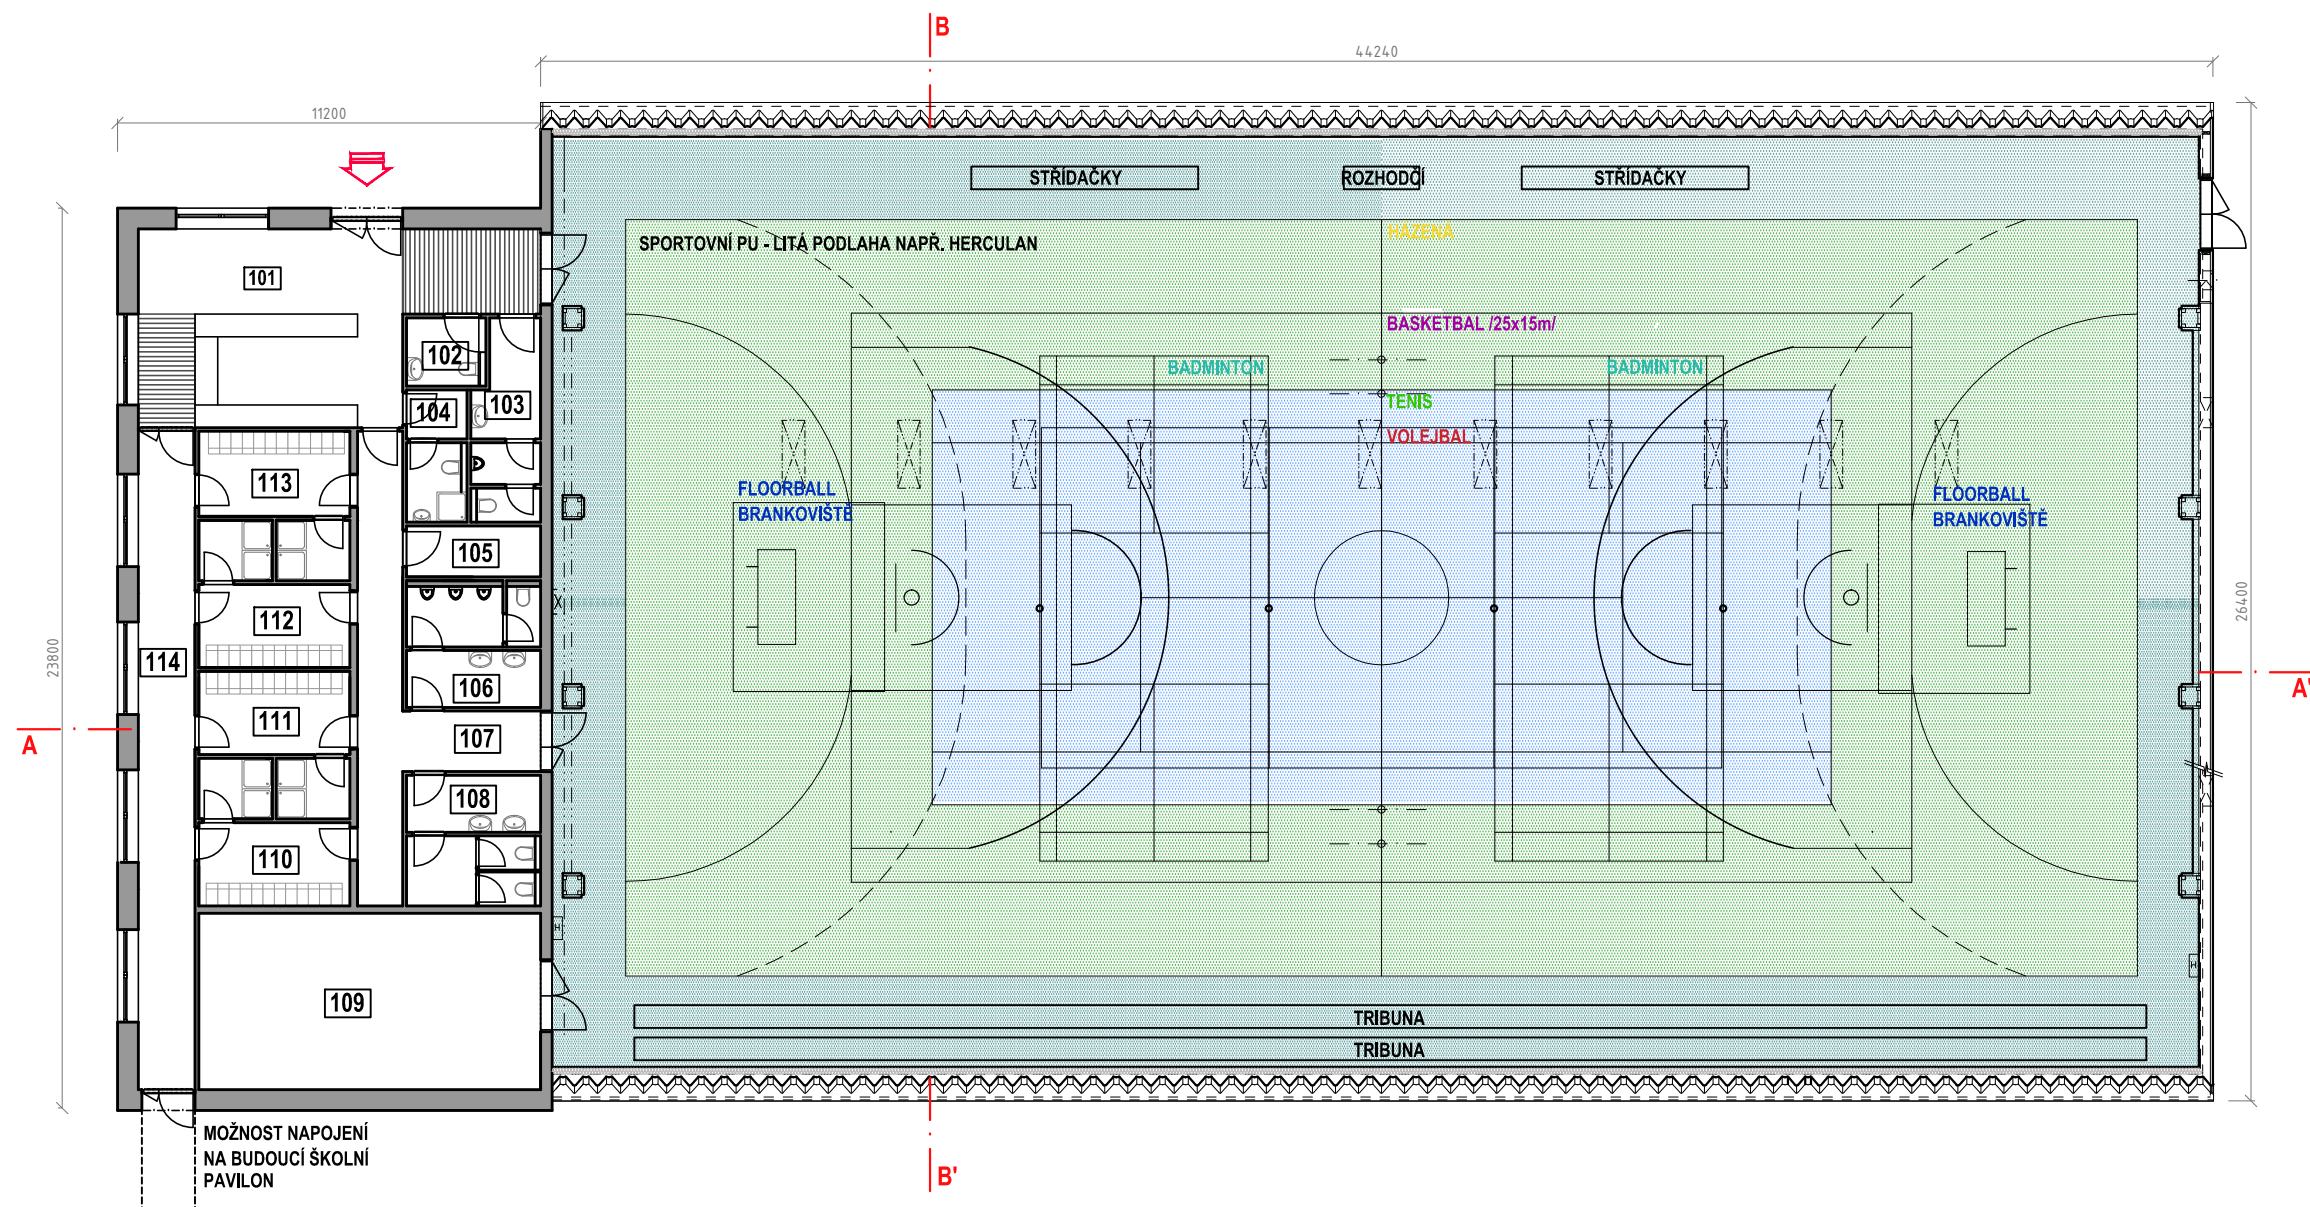 B
44240
11200
STŘÍDAČKY
ROZHODČÍ
STŘÍDAČKY
HÁZENÁ
SPORTOVNÍ PU - LITÁ PODLAHA NAPŘ. HERCULAN
101
BASKETBAL /25x15m/
102
BADMINTON
BADMINTON
104
103
TENIS
VOLEJBAL
113
FLOORBALL
BRANKOVIŠTĚ
FLOORBALL
BRANKOVIŠTĚ
105
112
26400
23800
114
106
A'
111
107
A
108
110
H
H
109
TRIBUNA
TRIBUNA
MOŽNOST NAPOJENÍ
NA BUDOUCÍ ŠKOLNÍ
PAVILON
B'